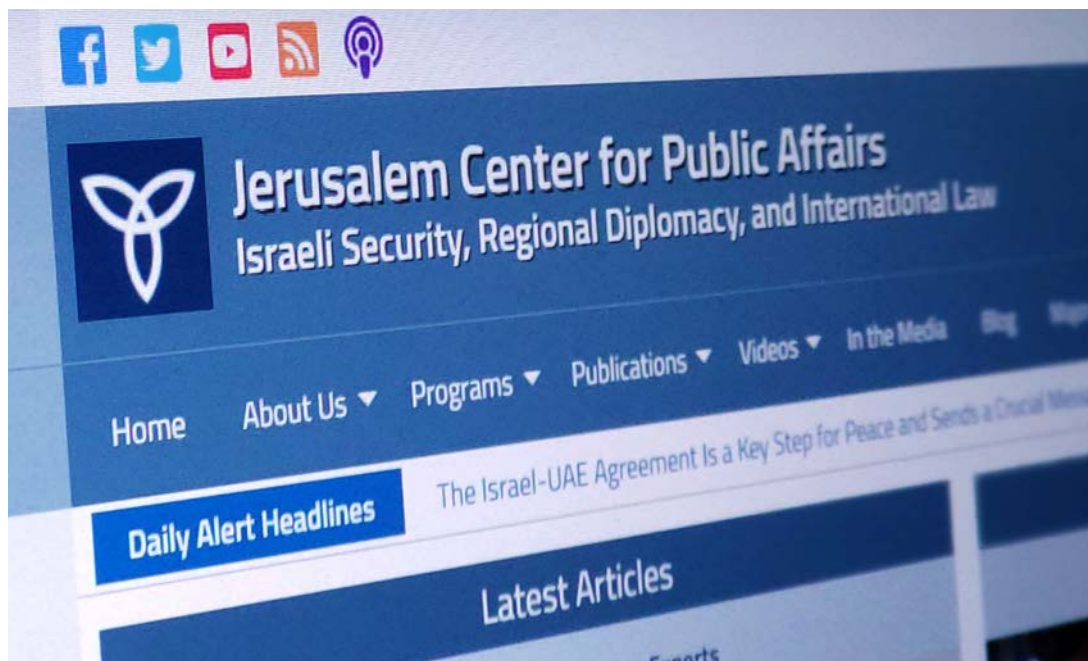 Jerusalem Center for Public Affairs
Israeli Security, Regional Diplomacy, and International Law
Home About Us Programs Publications Videos In the Media Blog
Daily Alert Headlines The Israel-UAE Agreement Is a Key Step for Peace and Sends a Crucial
Latest Articles
Experts